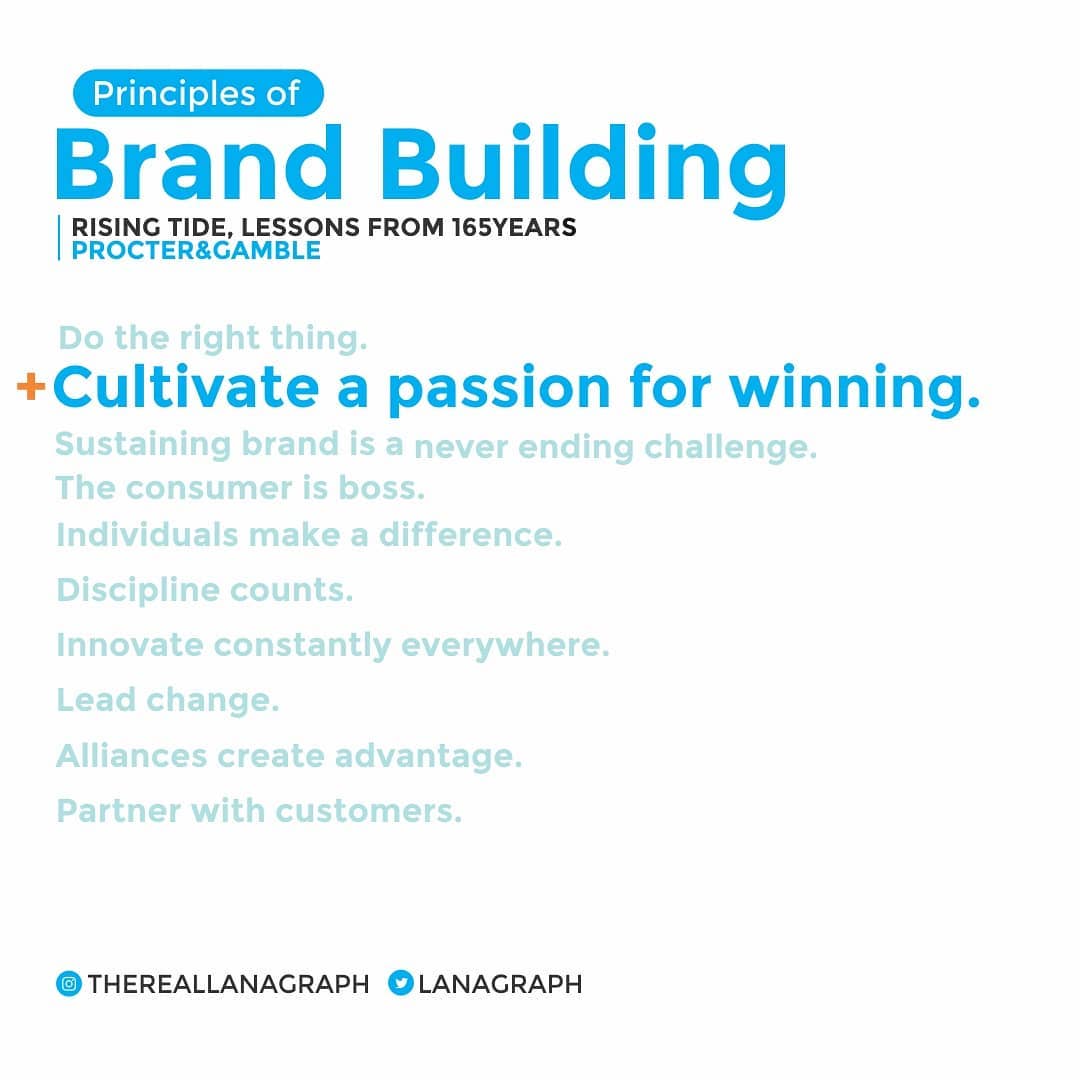 Principles of
Brand Building
RISING TIDE, LESSONS FROM 165YEARS
PROCTER&GAMBLE
Do the right thing.
+Cultivate a passion for winning.
Sustaining brand is a never ending challenge.
The consumer is boss.
Individuals make a difference.
Discipline counts.
Innovate constantly everywhere.
Lead change.
Alliances create advantage.
Partner with customers.
THEREALLANAGRAPH LANAGRAPH